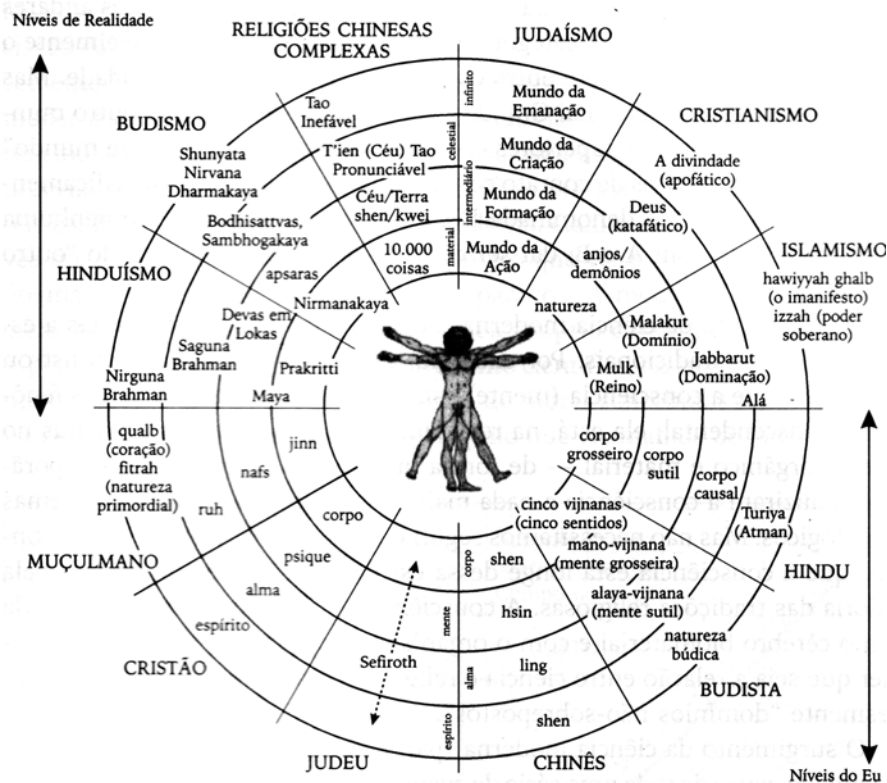 Níveis de Realidade
RELIGIÕES CHINESAS
COMPLEXAS
JUDAÍSMO
BUDISMO
CRISTIANISMO
HINDUÍSMO
ISLAMISMO
infinito
celestial
intermediário
material
Tao
Inefável
T'ien (Céu) Tao
Pronunciável
Céu/Terra
shen/kwei
10.000
coisas
Mundo da
Emanação
Mundo da
Criação
Mundo da
Formação
Mundo da
Ação
A divindade
(apofático)
Deus
(katafático)
anjos/
demônios
natureza
hawiyyah ghalb
(o imanifesto)
izzah (poder
soberano)
Alá
Jabbarut
(Dominação)
Malakut
(Domínio)
Mulk
(Reino)
Shunyata
Nirvana
Dharmakaya
Bodhisattvas,
Sambhogakaya
apsaras
Nirmanakaya
Nirguna
Brahman
Saguna
Brahman
Devas em
Lokas
Prakritti
Maya
qualb
(coração)
fitrah
(natureza
primordial)
ruh
nafs
jinn
MUÇULMANO
corpo
psique
alma
espírito
CRISTÃO
Sefiroth
JUDEU
corpo
mente
alma
espírito
shen
hsin
ling
shen
CHINÊS
cinco vijnanas
(cinco sentidos)
mano-vijnana
(mente grosseira)
alaya-vijnana
(mente sutil)
natureza
búdica
BUDISTA
corpo
grosseiro
corpo
sutil
corpo
causal
Turiya
(Atman)
HINDU
Níveis do Eu